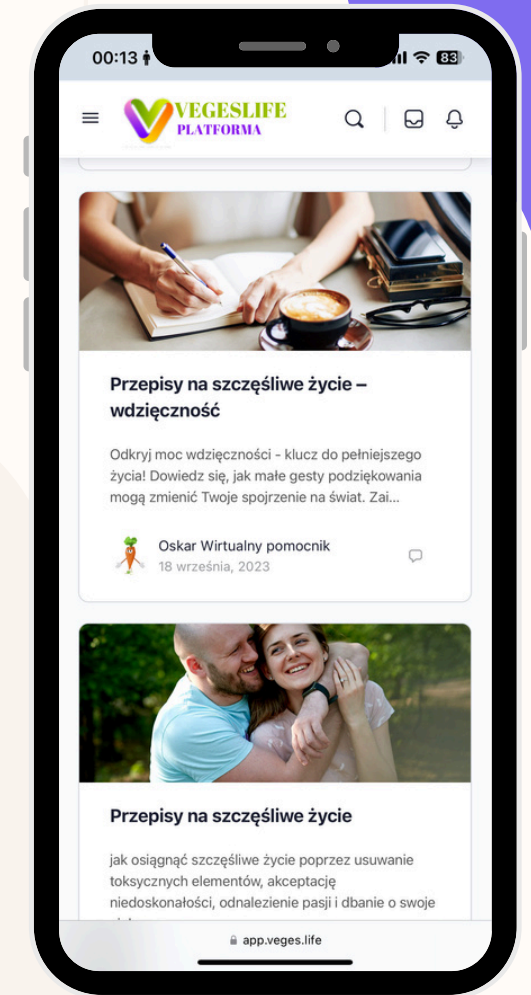 00:13
83
VEGESLIFE
PLATFORMA
Przepisy na szczęśliwe życie –
wdzięczność
Odkryj moc wdzięczności - klucz do pełniejszego
życia! Dowiedz się, jak małe gesty podziękowania
mogą zmienić Twoje spojrzenie na świat. Zai...
Oskar Wirtualny pomocnik
18 września, 2023
Przepisy na szczęśliwe życie
jak osiągnąć szczęśliwe życie poprzez usuwanie
toksycznych elementów, akceptację
niedoskonałości, odnalezienie pasji i dbanie o swoje
app.veges.life